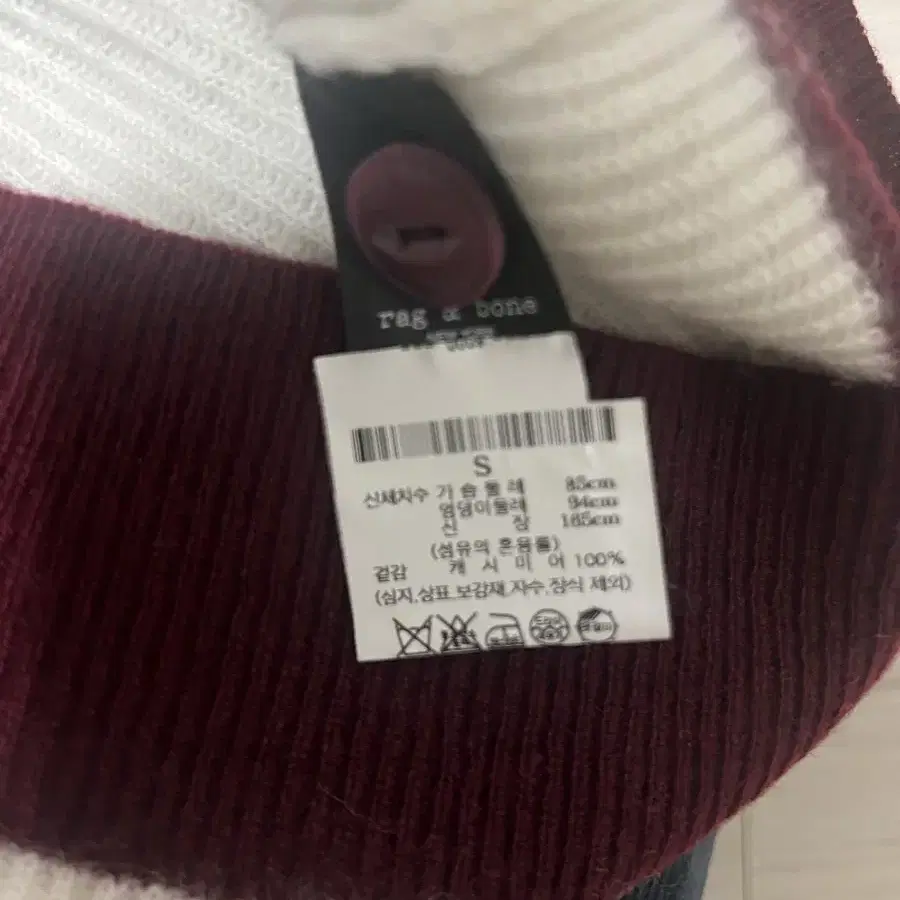 rag & bone
S
신체치수 가 슴 둘 레 85cm
엉덩이둘레 94cm
신 장 165cm
(섬유의 혼용률)
겉감 캐 시 미 어 100%
(심지,상표,보강재,자수,장식 제외)